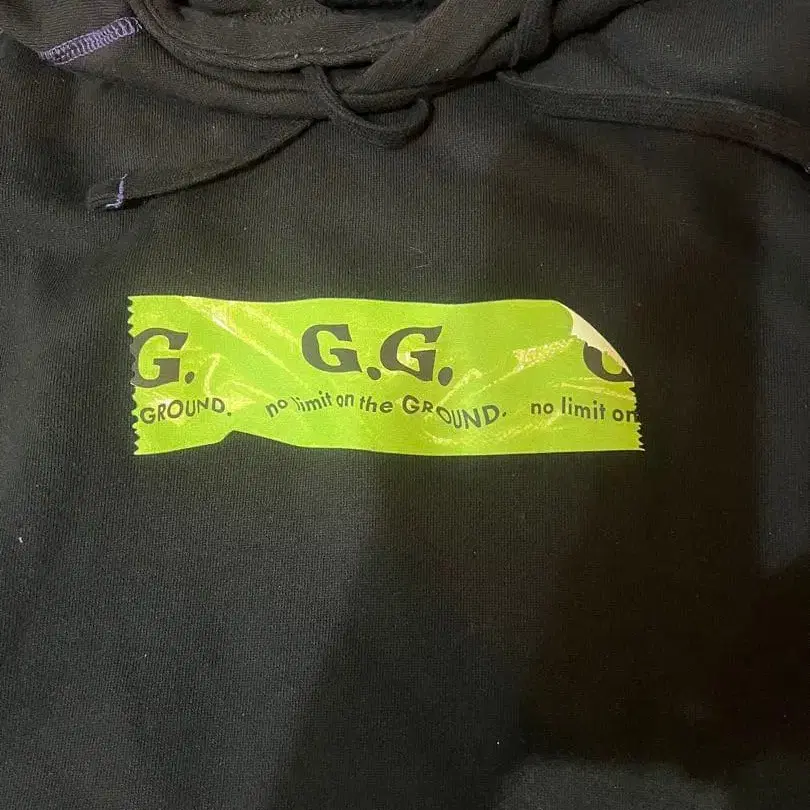 G. G.G.
GROUND. no limit on the GROUND. no limit on